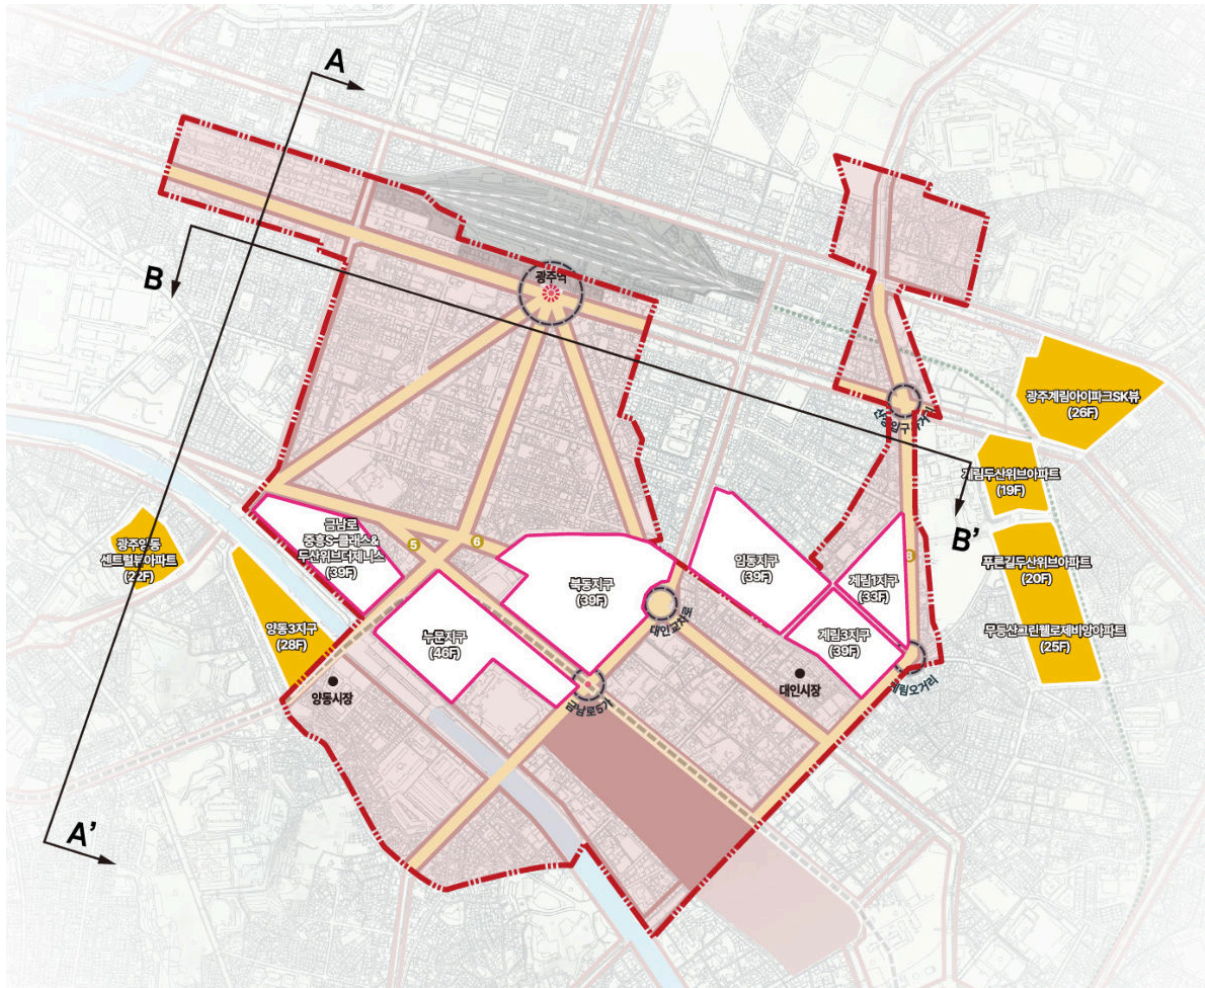 A
B
광주역
광주계림아이파크SK뷰
(26F)
계림두산위브아파트
(19F)
B’
금남로
중흥S-클래스&
두산위브더제니스
(39F)
5
6
광주양동
센트럴뷰아파트
(22F)
임동지구
(39F)
계림1지구
(33F)
8
푸른길두산위브아파트
(20F)
북동지구
(39F)
대인교차로
양동3지구
(28F)
누문지구
(46F)
계림3지구
(39F)
무등산그린웰로제비앙아파트
(25F)
양동시장
대인시장
계림오거리
금남로5가
A’